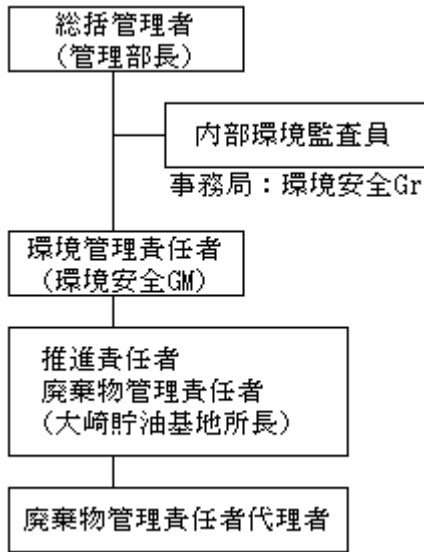 総括管理者
(管理部長)
内部環境監査員
事務局：環境安全Gr
環境管理責任者
(環境安全GM)
推進責任者
廃棄物管理責任者
(大崎貯油基地所長)
廃棄物管理責任者代理者